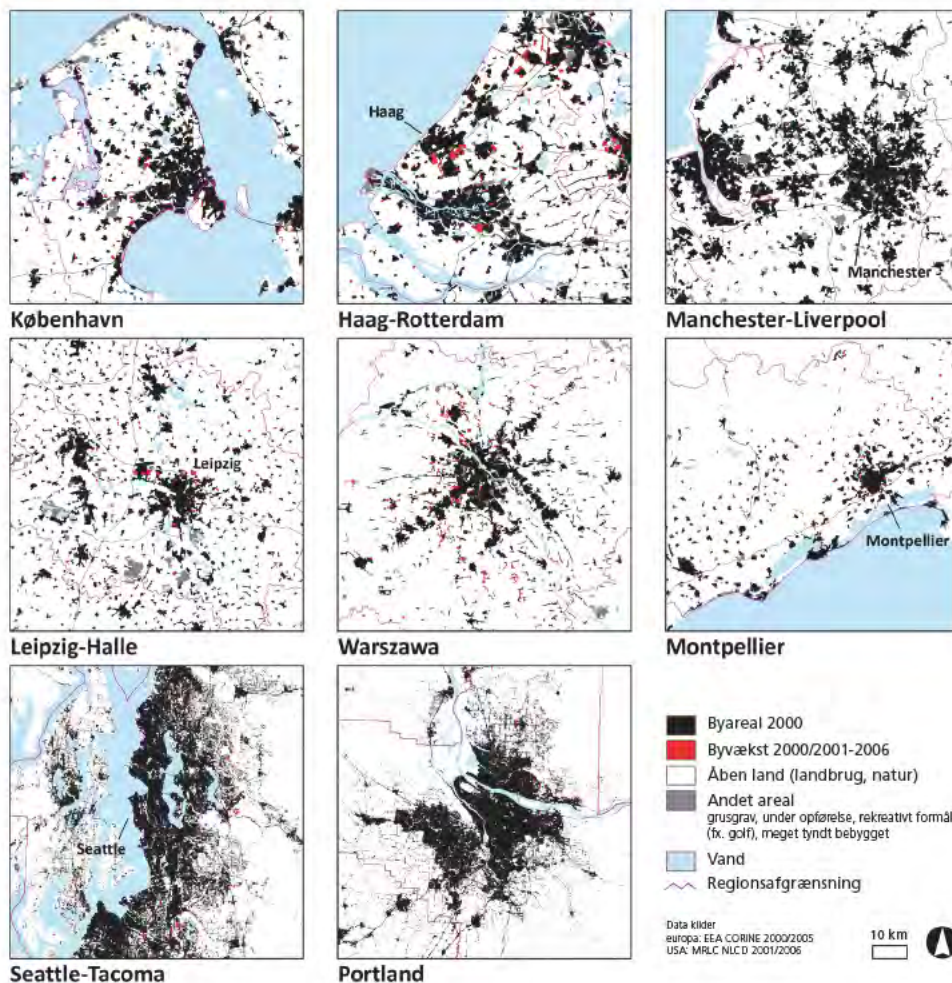 Haag
Manchester
København
Haag-Rotterdam
Manchester-Liverpool
Leipzig
Montpellier
Leipzig-Halle
Warszawa
Montpellier
Seattle
Byareal 2000
Byvækst 2000/2001-2006
Åben land (landbrug, natur)
Andet areal
grusgrav, under opførelse, rekreativt formål
(fx. golf), meget tyndt bebygget
Vand
Regionsafgrænsning
Data kilder
europa: EEA CORINE 2000/2005
USA: MRLC NLCD 2001/2006
10 km
Seattle-Tacoma
Portland